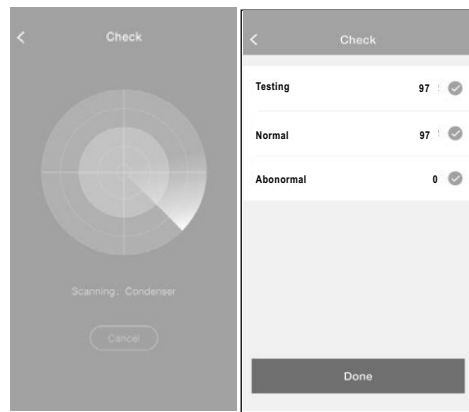 Check
Scanning: Condenser
Cancel
Check
Testing 97
Normal 97
Abonormal 0
Done